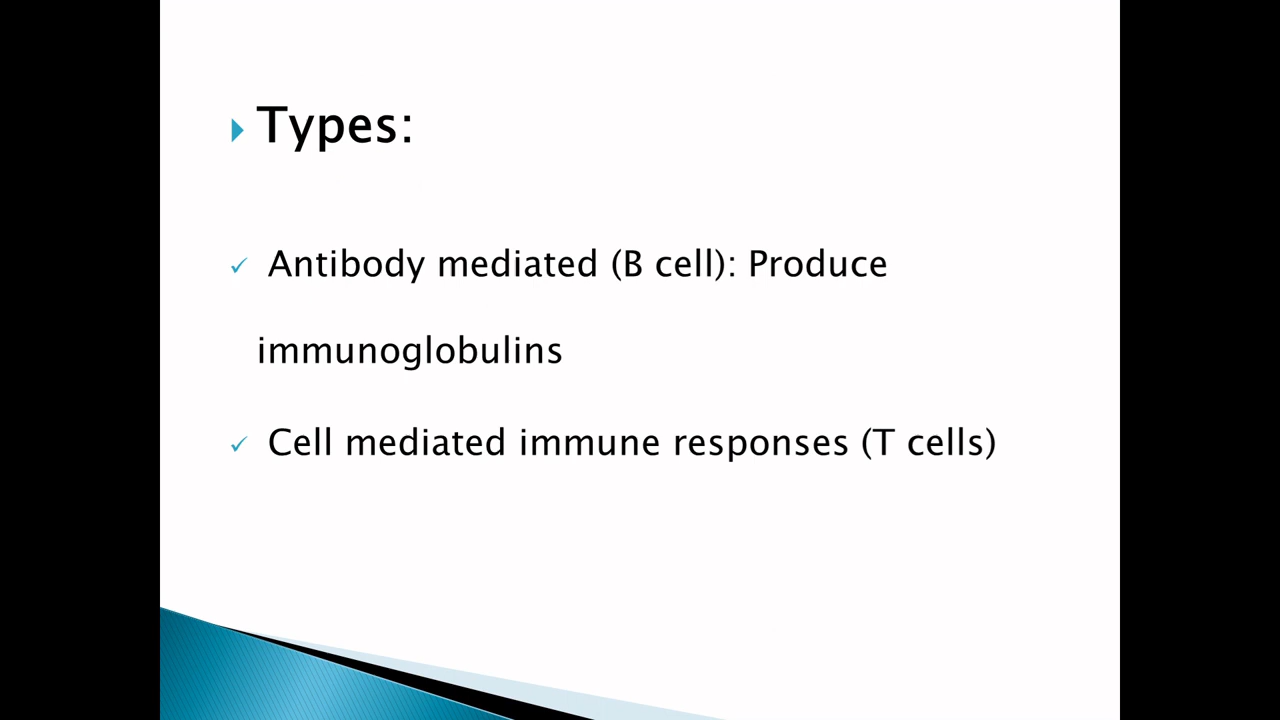 Types:
Antibody mediated (B cell): Produce
immunoglobulins
Cell mediated immune responses (T cells)